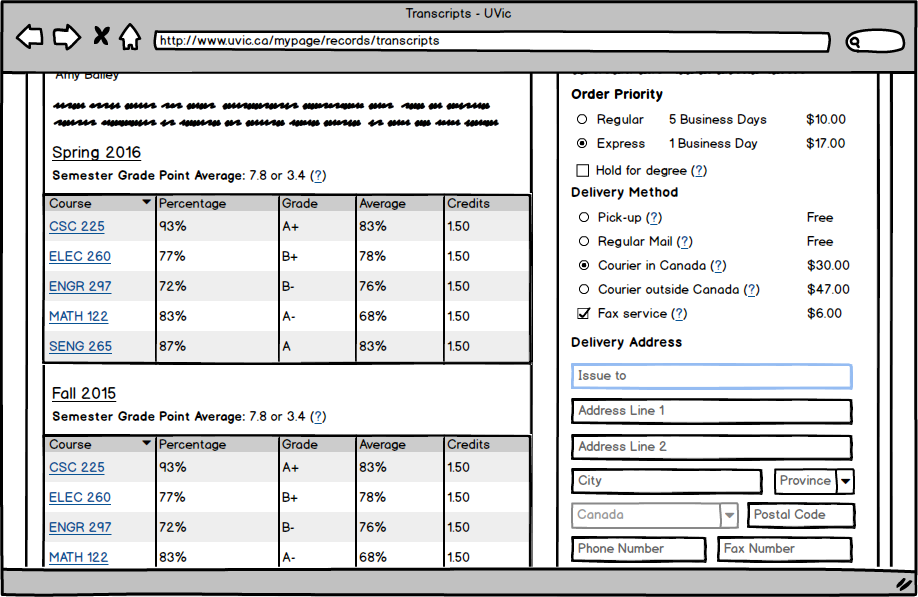 Transcripts - UVic
http://www.uvic.ca/mypage/records/transcripts
Amy Bailey
Spring 2016
Semester Grade Point Average: 7.8 or 3.4 (?)
Course Percentage Grade Average Credits
CSC 225 93% A+ 83% 1.50
ELEC 260 77% B+ 78% 1.50
ENGR 297 72% B- 76% 1.50
MATH 122 83% A- 68% 1.50
SENG 265 87% A 83% 1.50
Fall 2015
Semester Grade Point Average: 7.8 or 3.4 (?)
Course Percentage Grade Average Credits
CSC 225 93% A+ 83% 1.50
ELEC 260 77% B+ 78% 1.50
ENGR 297 72% B- 76% 1.50
MATH 122 83% A- 68% 1.50
Order Priority
Regular 5 Business Days $10.00
Express 1 Business Day $17.00
Hold for degree (?)
Delivery Method
Pick-up (?) Free
Regular Mail (?) Free
Courier in Canada (?) $30.00
Courier outside Canada (?) $47.00
Fax service (?) $6.00
Delivery Address
Issue to
Address Line 1
Address Line 2
City Province
Canada Postal Code
Phone Number Fax Number